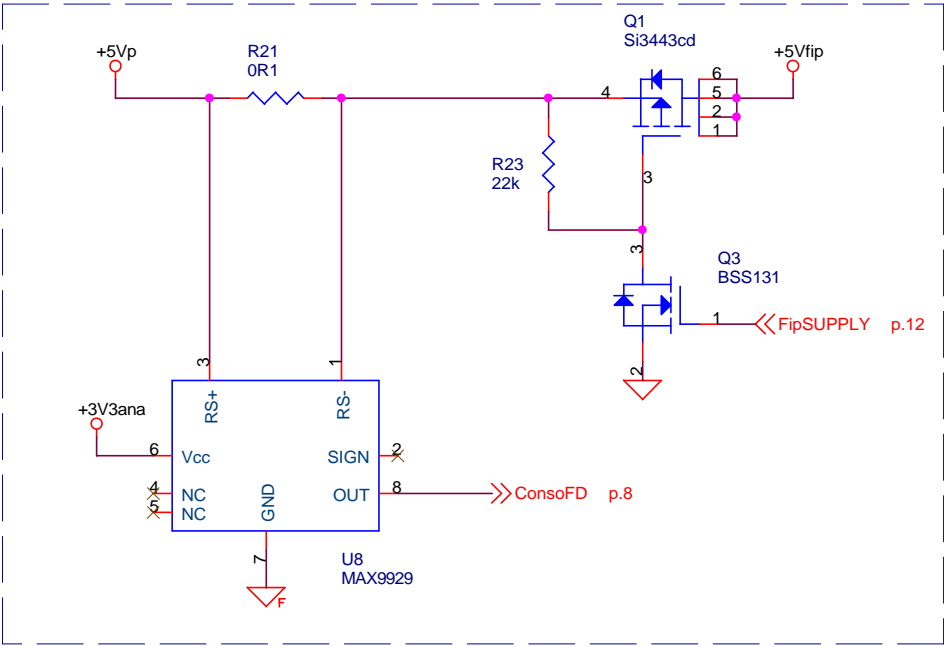 Q1
Si3443cd
+5Vp
R21
0R1
+5Vfip
4
6
5
2
1
R23
22k
3
3
Q3
BSS131
1
FipSUPPLY p.12
2
3
1
RS+
RS-
+3V3ana
6
Vcc
SIGN
2
4
NC
OUT
8
ConsoFD p.8
5
NC
GND
7
U8
MAX9929
F